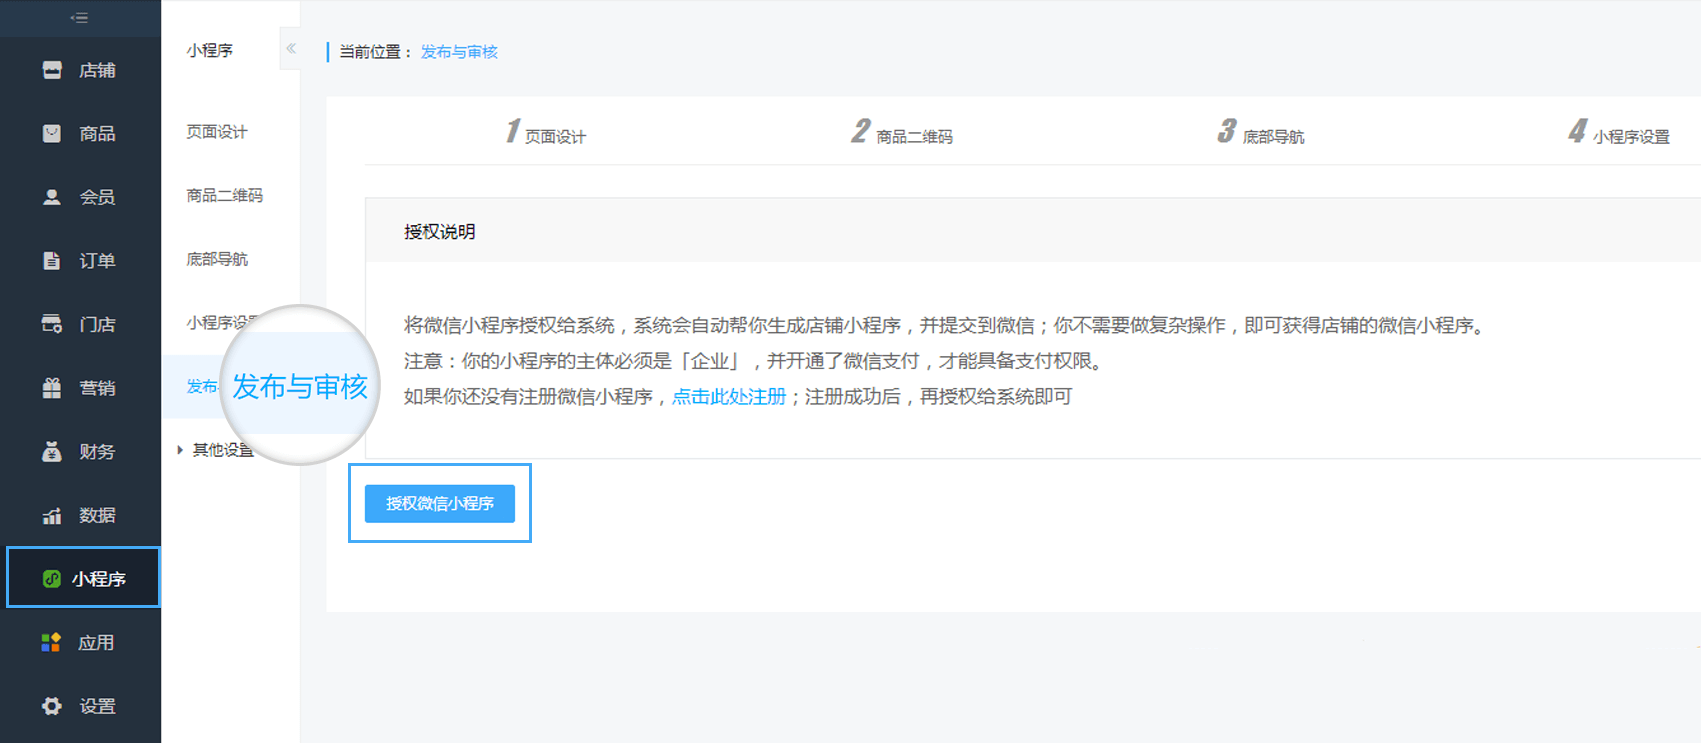 店铺
商品
会员
订单
门店
营销
财务
数据
小程序
应用
设置
小程序
页面设计
商品二维码
底部导航
小程序设
发布
发布与审核
其他设置
当前位置： 发布与审核
1 页面设计
2 商品二维码
3 底部导航
4 小程序设置
授权说明
将微信小程序授权给系统，系统会自动帮你生成店铺小程序，并提交到微信；你不需要做复杂操作，即可获得店铺的微信小程序。
注意：你的小程序的主体必须是「企业」，并开通了微信支付，才能具备支付权限。
如果你还没有注册微信小程序，点击此处注册；注册成功后，再授权给系统即可
授权微信小程序